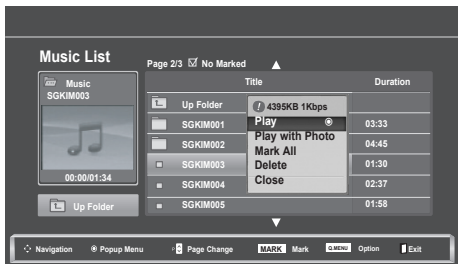 Music List
Page 2/3 No Marked
Music
SGKIM003
00:00/01:34
Up Folder
Title Duration
Up Folder
SGKIM001 03:33
SGKIM002 04:45
SGKIM003 01:30
SGKIM004 02:37
SGKIM005 01:58
4395KB 1Kbps
Play
Play with Photo
Mark All
Delete
Close
Navigation Popup Menu Page Change MARK Mark Q.MENU Option Exit